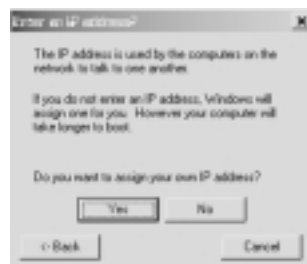 Enter an IP address?
The IP address is used by the computers on the
network to talk to one another.
If you do not enter an IP address, Windows will
assign one for you. However your computer will
take longer to boot.
Do you want to assign your own IP address?
Yes
No
< Back
Cancel